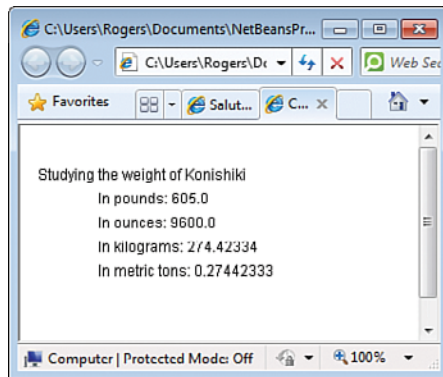 C:\Users\Rogers\Documents\NetBeansPr...
C:\Users\Rogers\Dc
Web Sec
Favorites
Salut...
C...
Studying the weight of Konishiki
In pounds: 605.0
In ounces: 9600.0
In kilograms: 274.42334
In metric tons: 0.27442333
Computer | Protected Mode: Off
100%